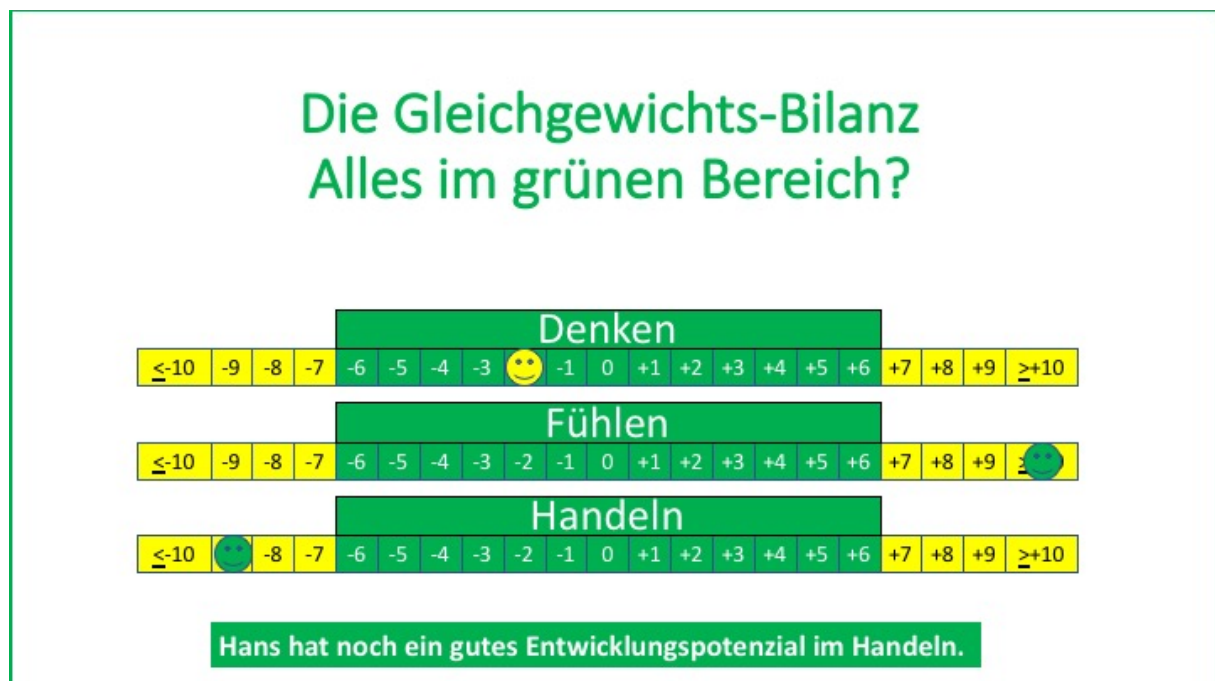 Die Gleichgewichts-Bilanz
Alles im grünen Bereich?
Denken
≤-10 -9 -8 -7 -6 -5 -4 -3 -1 0 +1 +2 +3 +4 +5 +6 +7 +8 +9 ≥+10
Fühlen
≤-10 -9 -8 -7 -6 -5 -4 -3 -2 -1 0 +1 +2 +3 +4 +5 +6 +7 +8 +9
Handeln
≤-10 -8 -7 -6 -5 -4 -3 -2 -1 0 +1 +2 +3 +4 +5 +6 +7 +8 +9 ≥+10
Hans hat noch ein gutes Entwicklungspotenzial im Handeln.